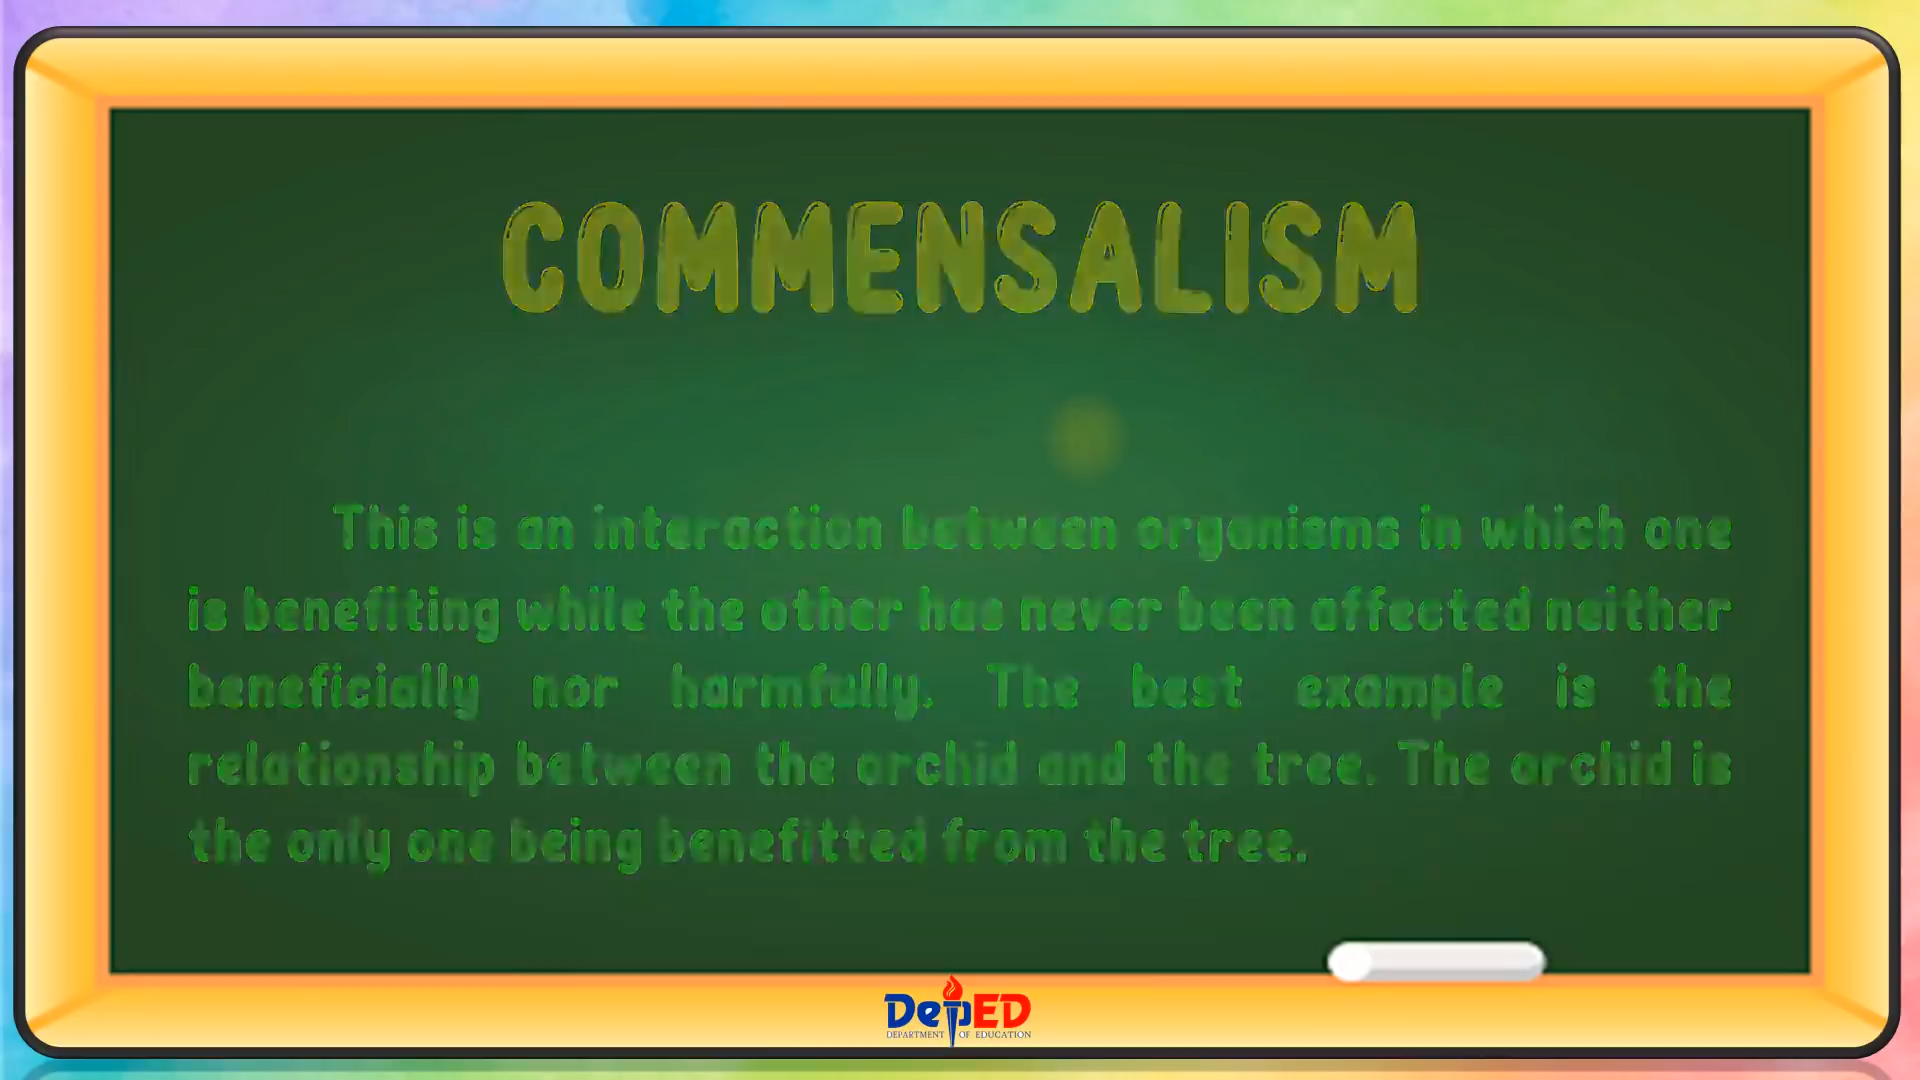 COMMENSALISM
This is an interaction between organisms in which one
is benefiting while the other has never been affected neither
beneficially nor harmfully. The best example is the
relationship between the orchid and the tree. The orchid is
the only one being benefitted from the tree.
DepED
DEPARTMENT OF EDUCATION